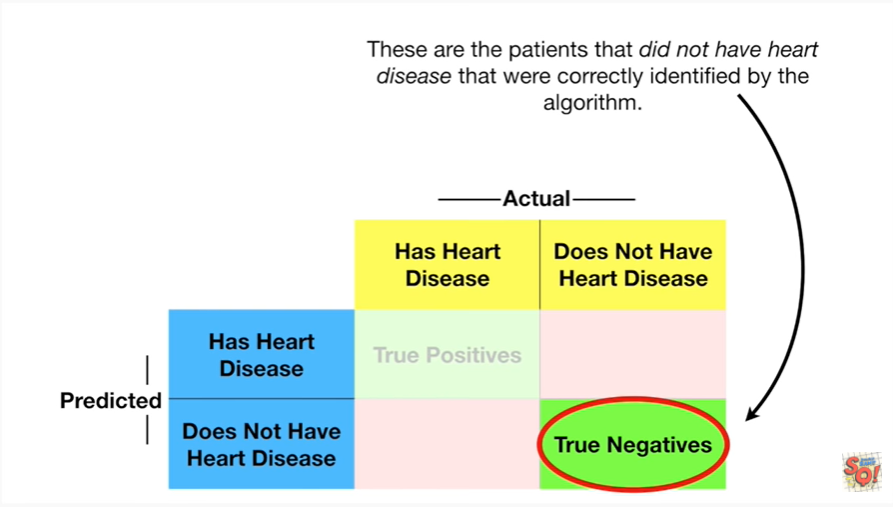 These are the patients that did not have heart
disease that were correctly identified by the
algorithm.
Actual
Has Heart
Disease
Does Not Have
Heart Disease
Has Heart
Disease
True Positives
Predicted
Does Not Have
Heart Disease
True Negatives
SQ!